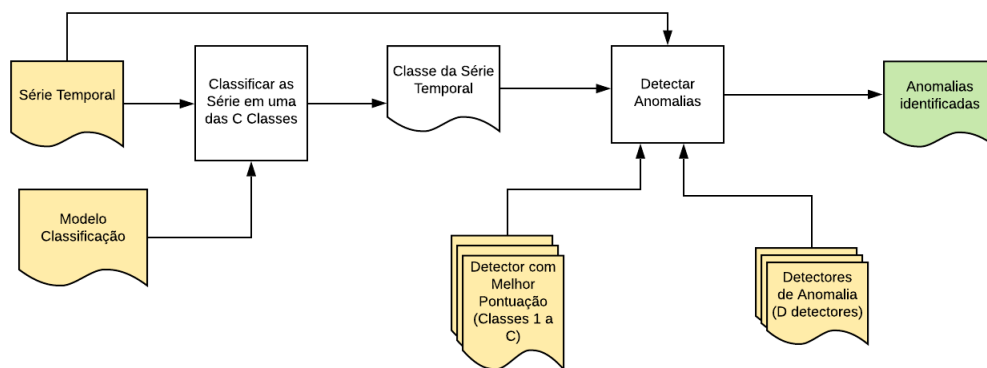 Série Temporal
Classificar as
Série em uma
das C Classes
Classe da Série
Temporal
Detectar
Anomalias
Anomalias
identificadas
Modelo
Classificação
Detector com
Melhor
Pontuação
(Classes 1 a
C)
Detectores
de Anomalia
(D detectores)